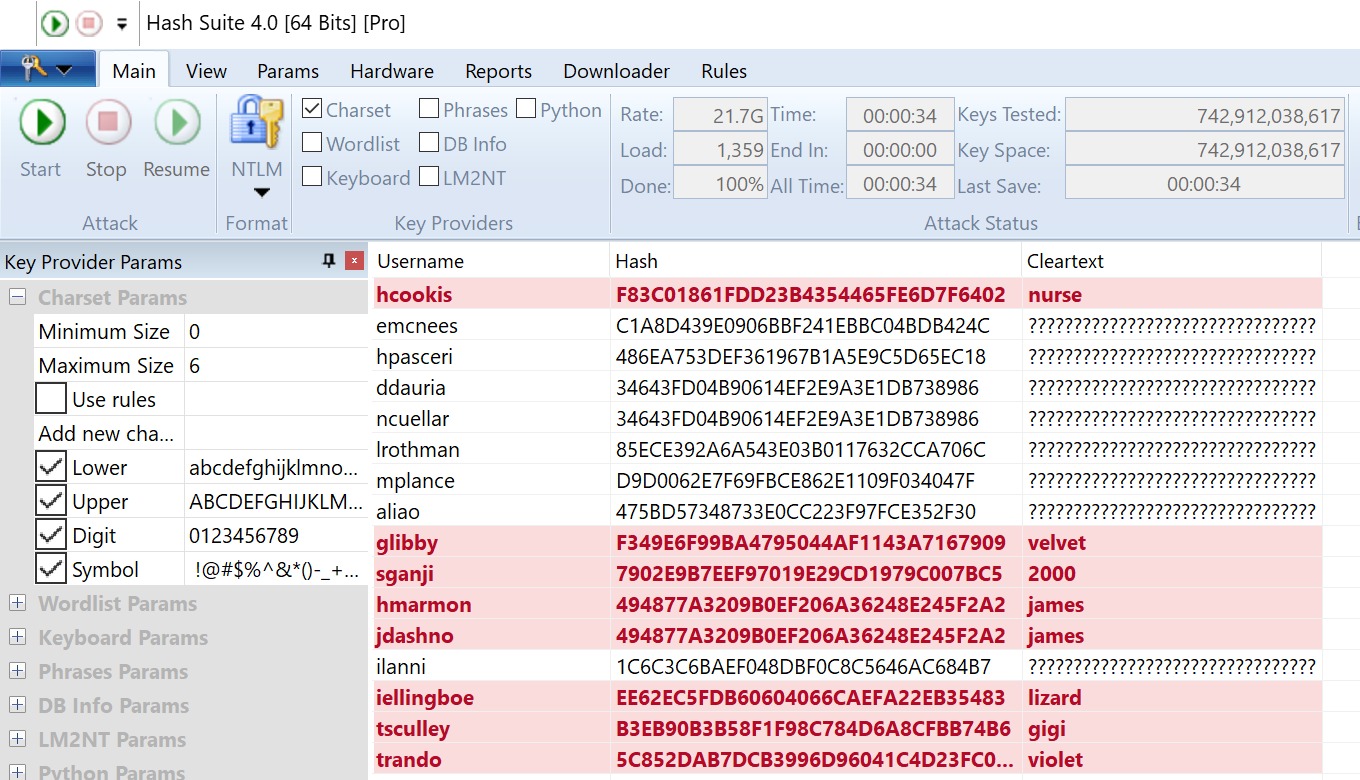 Hash Suite 4.0 [64 Bits] [Pro]
Main View Params Hardware Reports Downloader Rules
Charset Phrases Python Rate: 21.7G Time: 00:00:34 Keys Tested: 742,912,038,617
Wordlist DB Info Load: 1,359 End In: 00:00:00 Key Space: 742,912,038,617
Start Stop Resume NTLM Keyboard LM2NT Done: 100% All Time: 00:00:34 Last Save: 00:00:34
Attack Format Key Providers Attack Status
Key Provider Params x Username Hash Cleartext
Charset Params hcookis F83C01861FDD23B4354465FE6D7F6402 nurse
Minimum Size 0 emcnees C1A8D439E0906BBF241EBBC04BDB424C ????????????????????????????????
Maximum Size 6 hpasceri 486EA753DEF361967B1A5E9C5D65EC18 ????????????????????????????????
Use rules ddauria 34643FD04B90614EF2E9A3E1DB738986 ????????????????????????????????
Add new cha... ncuellar 34643FD04B90614EF2E9A3E1DB738986 ????????????????????????????????
Lower abcdefghijklmno... lrothman 85ECE392A6A543E03B0117632CCA706C ????????????????????????????????
Upper ABCDEFGHIJKLM... mplance D9D0062E7F69FBCE862E1109F034047F ????????????????????????????????
Digit 0123456789 aliao 475BD57348733E0CC223F97FCE352F30 ????????????????????????????????
Symbol !@#$%^&*()-_+... glibby F349E6F99BA4795044AF1143A7167909 velvet
sganji 7902E9B7EEF97019E29CD1979C007BC5 2000
Wordlist Params hmarmon 494877A3209B0EF206A36248E245F2A2 james
Keyboard Params jdashno 494877A3209B0EF206A36248E245F2A2 james
Phrases Params ilanni 1C6C3C6BAEF048DBF0C8C5646AC684B7 ????????????????????????????????
DB Info Params iellingboe EE62EC5FDB60604066CAEFA22EB35483 lizard
LM2NT Params tsculley B3EB90B3B58F1F98C784D6A8CFBB74B6 gigi
Python Params trando 5C852DAB7DCB3996D96041C4D23FC0... violet